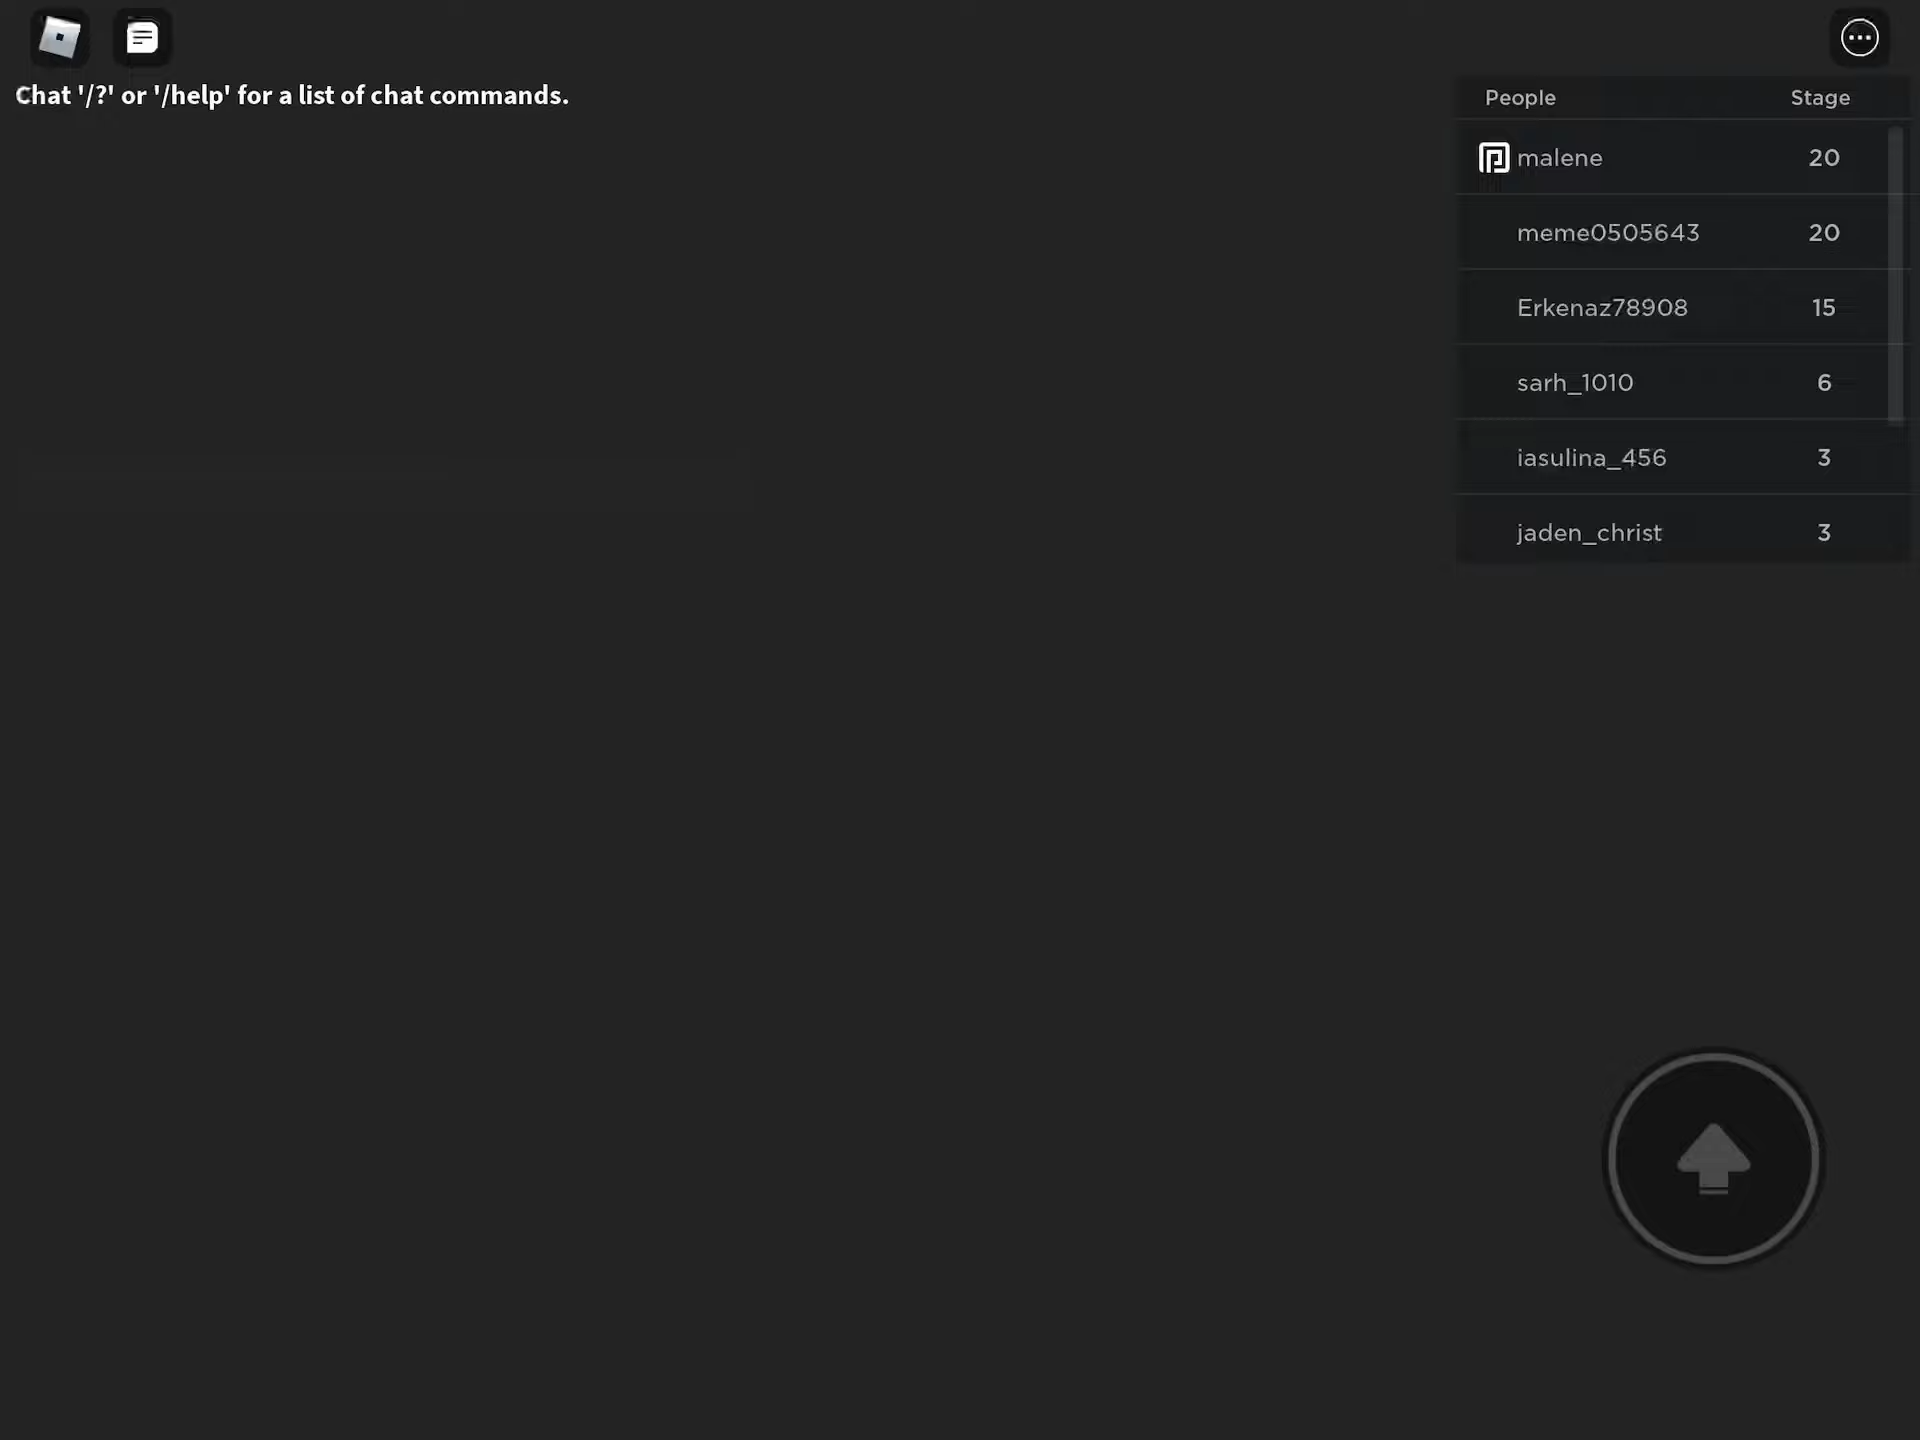 Chat '/?' or '/help' for a list of chat commands.
People Stage
malene 20
meme0505643 20
Erkenaz78908 15
sarh_1010 6
iasulina_456 3
jaden_christ 3